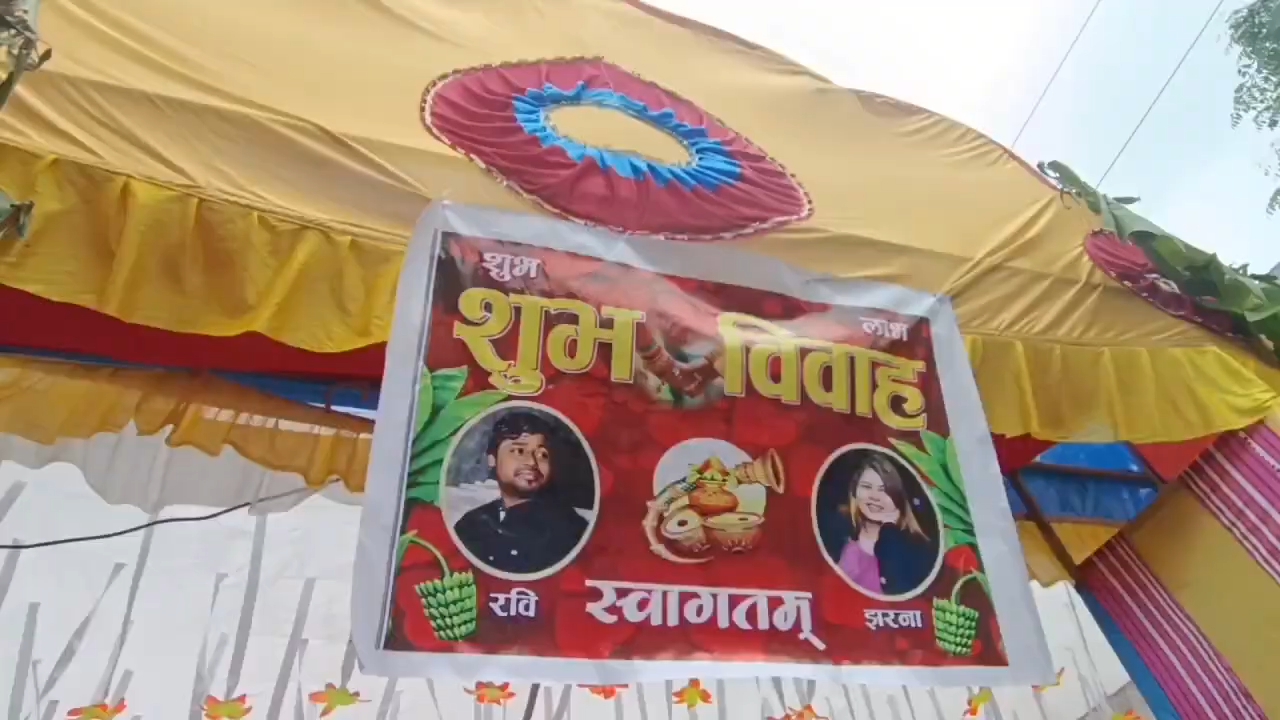 शुभ
लाभ
शुभ विवाह
रवि
स्वागतम्
झरना